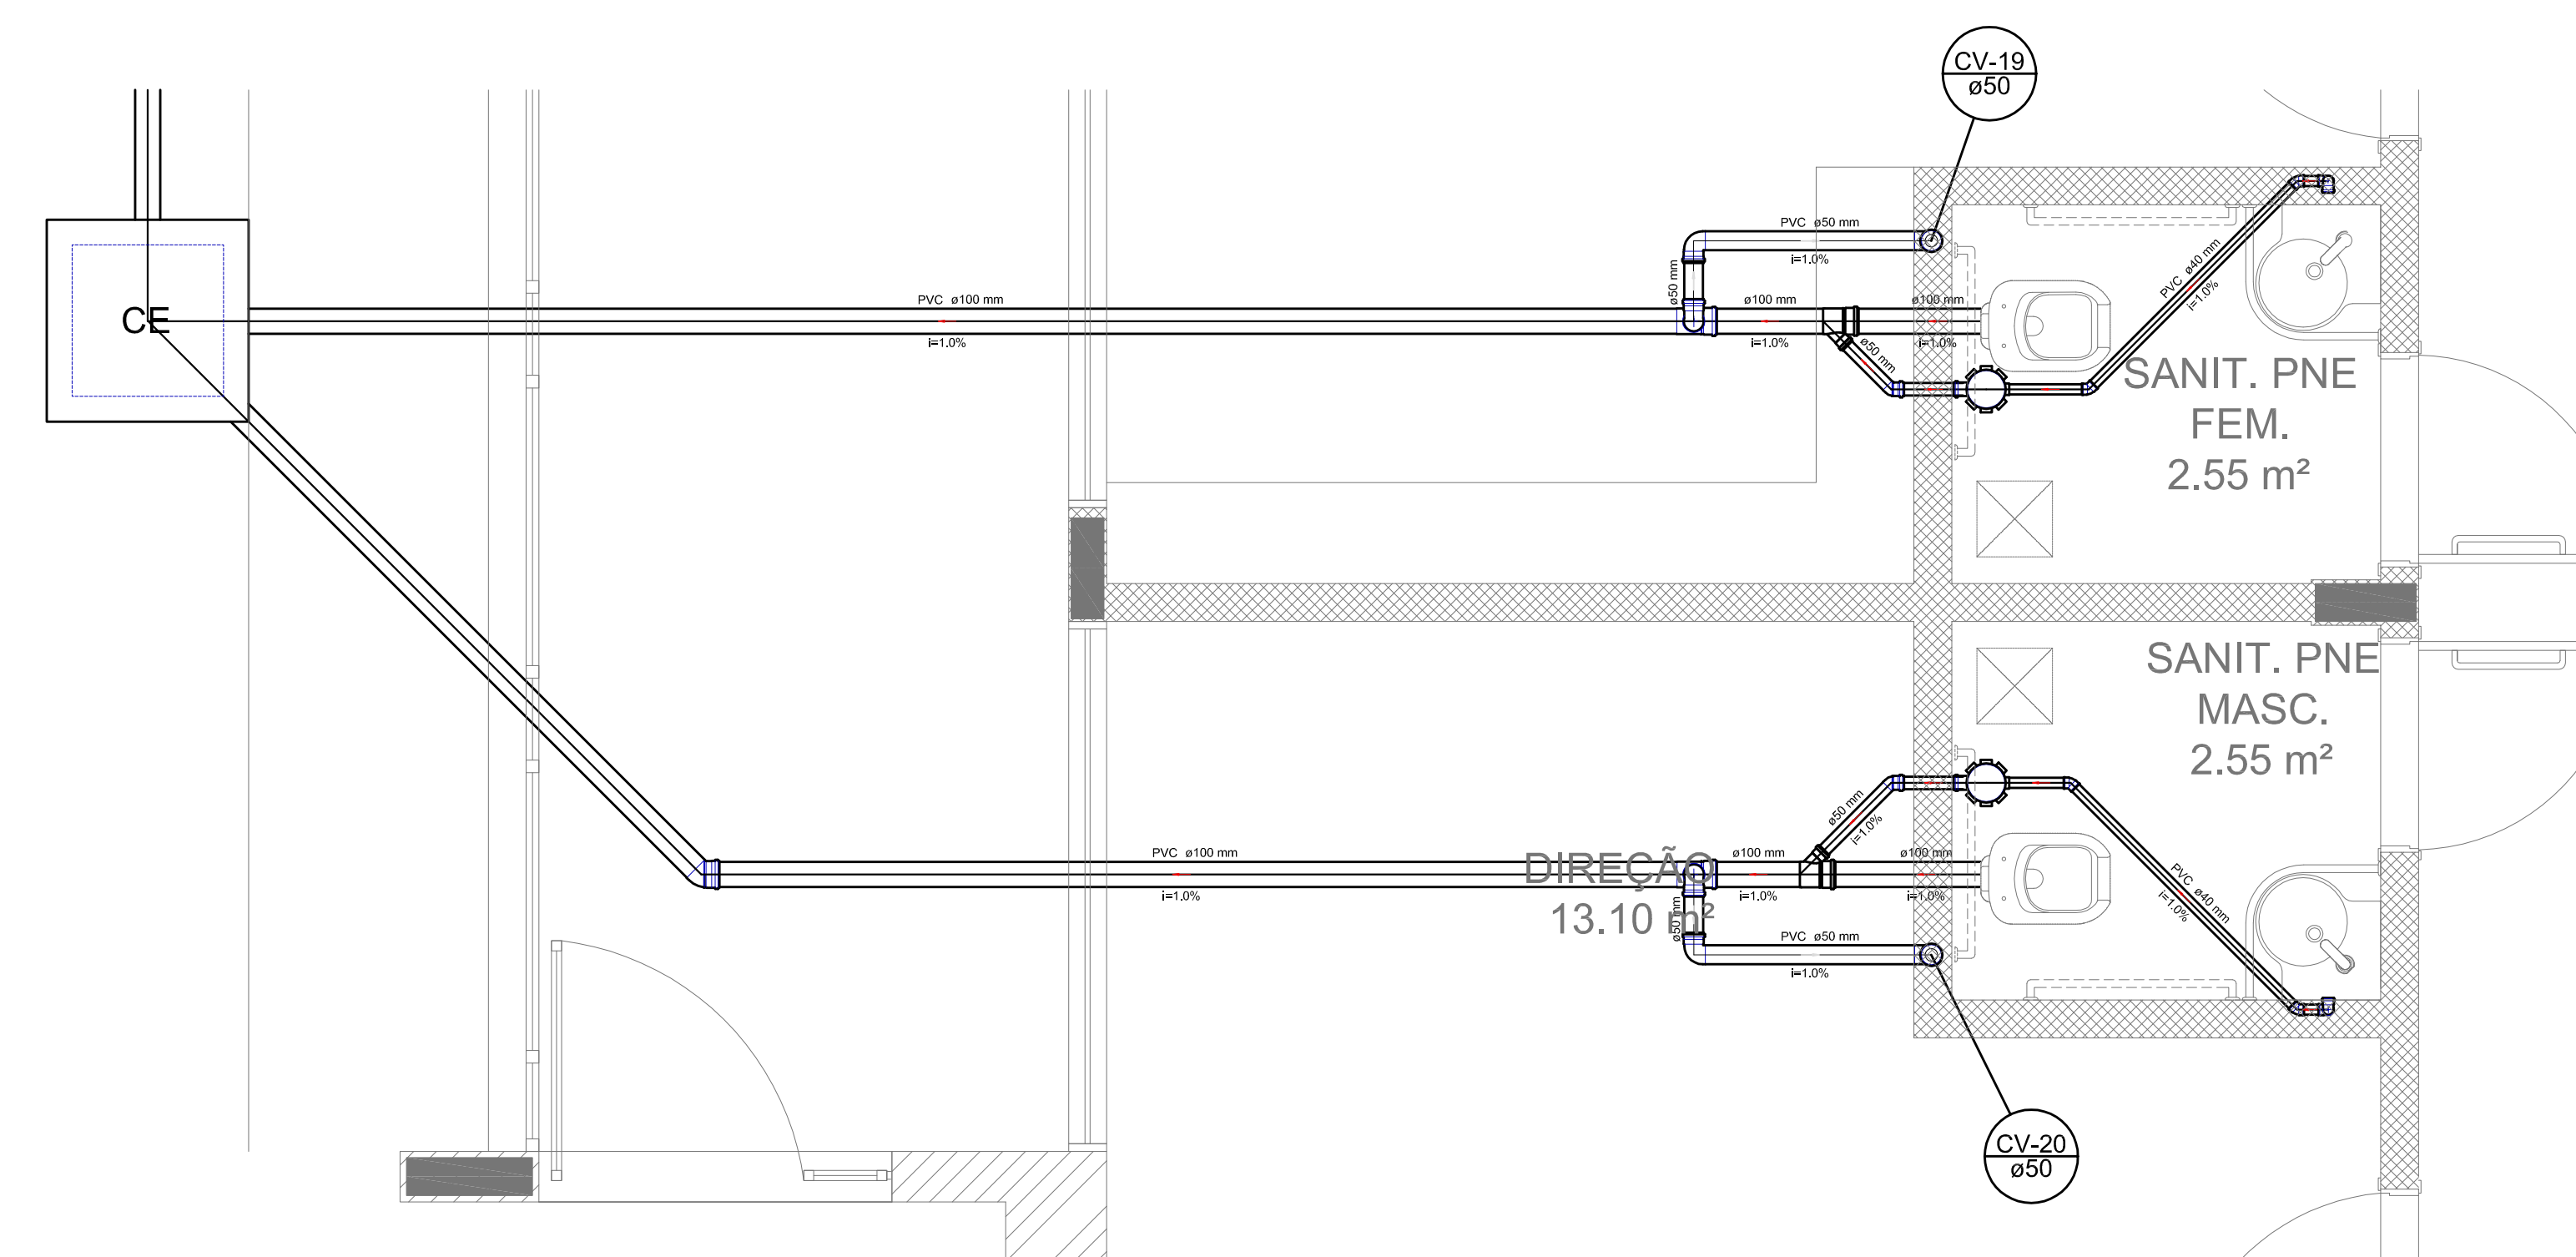 CV-19
ø50
PVC ø50 mm
i=1.0%
ø50 mm
PVC ø100 mm
i=1.0%
ø100 mm
i=1.0%
ø100 mm
i=1.0%
ø50 mm
PVC ø40 mm
i=1.0%
CE
SANIT. PNE
FEM.
2.55 m²
SANIT. PNE
MASC.
2.55 m²
PVC ø100 mm
i=1.0%
DIREÇÃO
13.10 m²
ø100 mm
i=1.0%
ø100 mm
i=1.0%
ø50 mm
i=1.0%
PVC ø40 mm
i=1.0%
ø50 mm
PVC ø50 mm
i=1.0%
CV-20
ø50